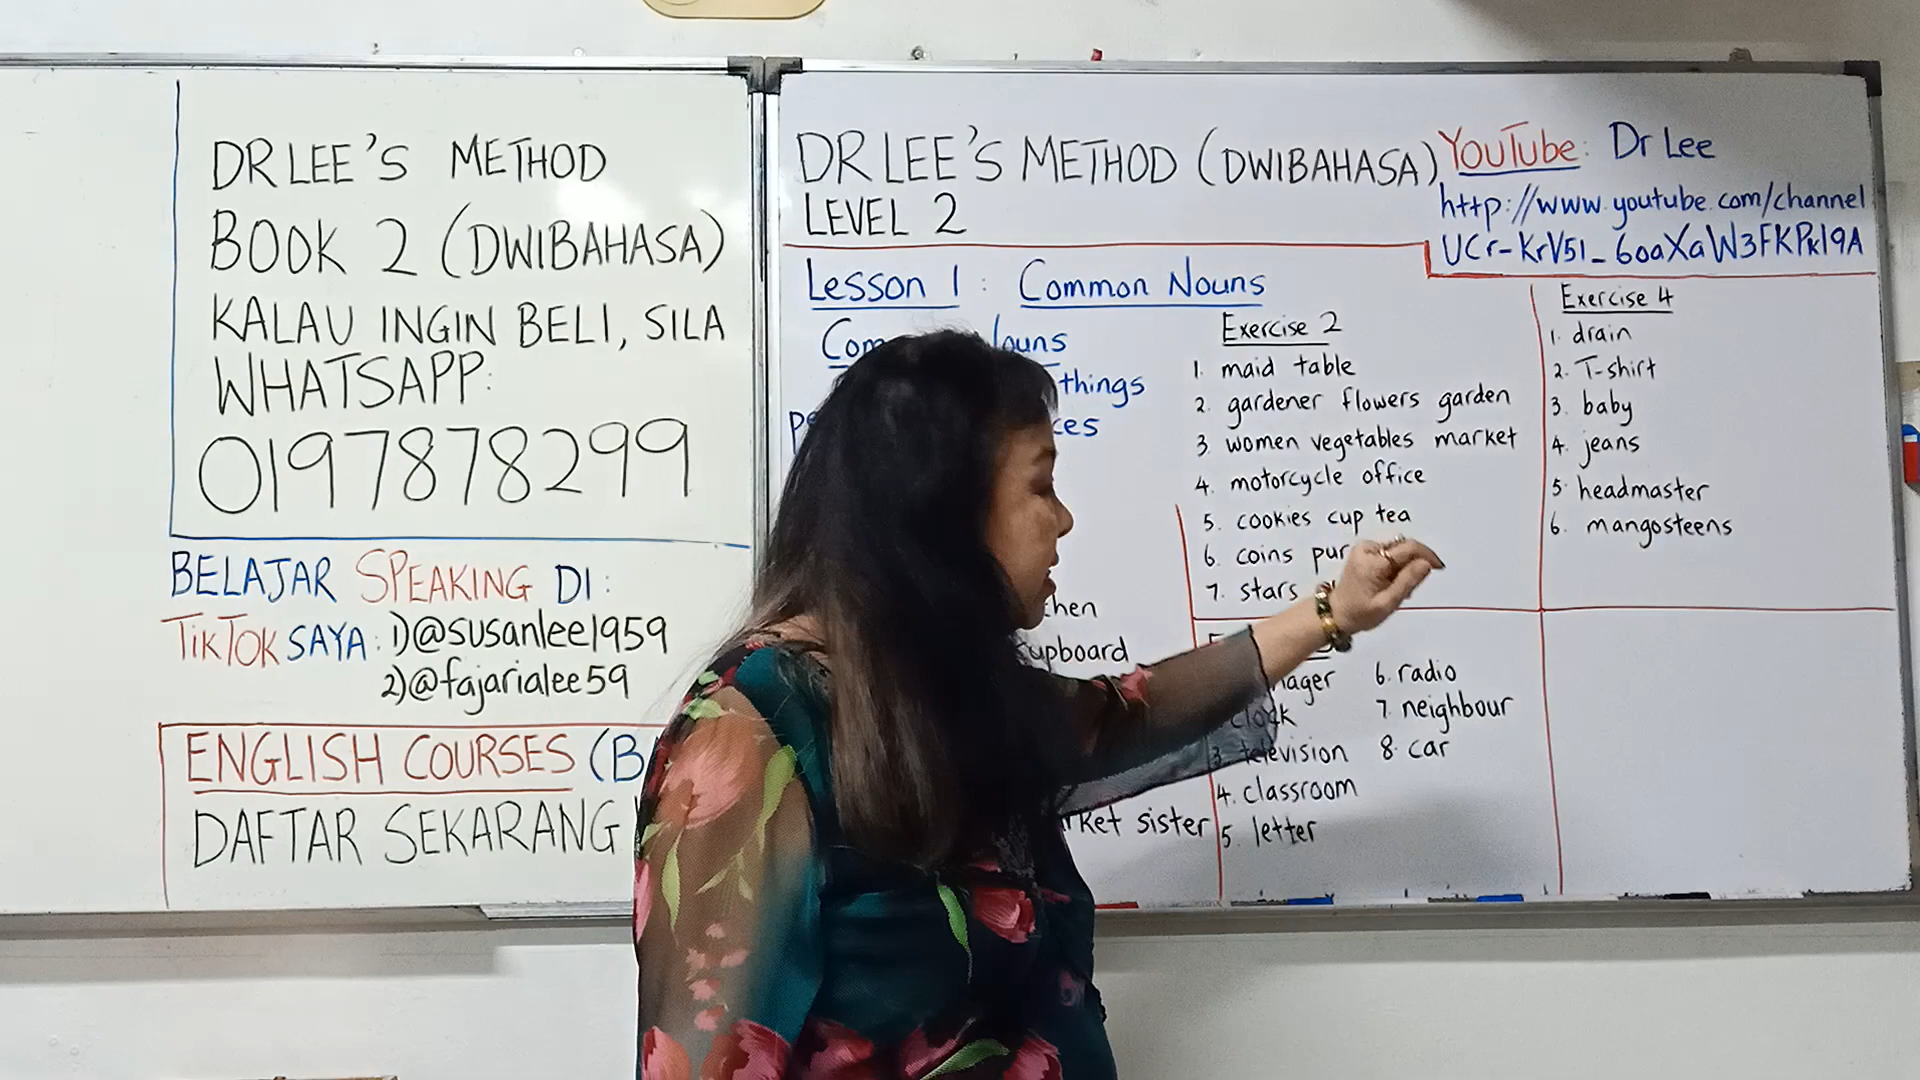 DR LEE'S METHOD
BOOK 2 (DWIBAHASA)
KALAU INGIN BELI, SILA
WHATSAPP:
0197878299
BELAJAR SPEAKING DI:
TIKTOK SAYA: 1)@susanlee1959
2)@fajarialee59
ENGLISH COURSES (B
DAFTAR SEKARANG
DR LEE'S METHOD (DWIBAHASA)
LEVEL 2
YouTube: Dr Lee
http://www.youtube.com/channel
UCr-KrV51_6oaXaW3FKPkl9A
Lesson 1: Common Nouns
things
cupboard
sister
Exercise 2
1. maid table
2. gardener flowers garden
3. women vegetables market
4. motorcycle office
5. cookies cup tea
6. coins
7. stars
clock
3. television
4. classroom
5. letter
6. radio
7. neighbour
8. car
Exercise 4
1. drain
2. T-shirt
3. baby
4. jeans
5. headmaster
6. mangosteens